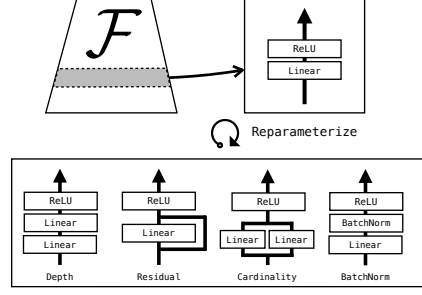 F
ReLU
Linear
Reparameterize
ReLU
Linear
Linear
Depth
ReLU
Linear
Residual
ReLU
Linear Linear
Cardinality
ReLU
BatchNorm
Linear
BatchNorm